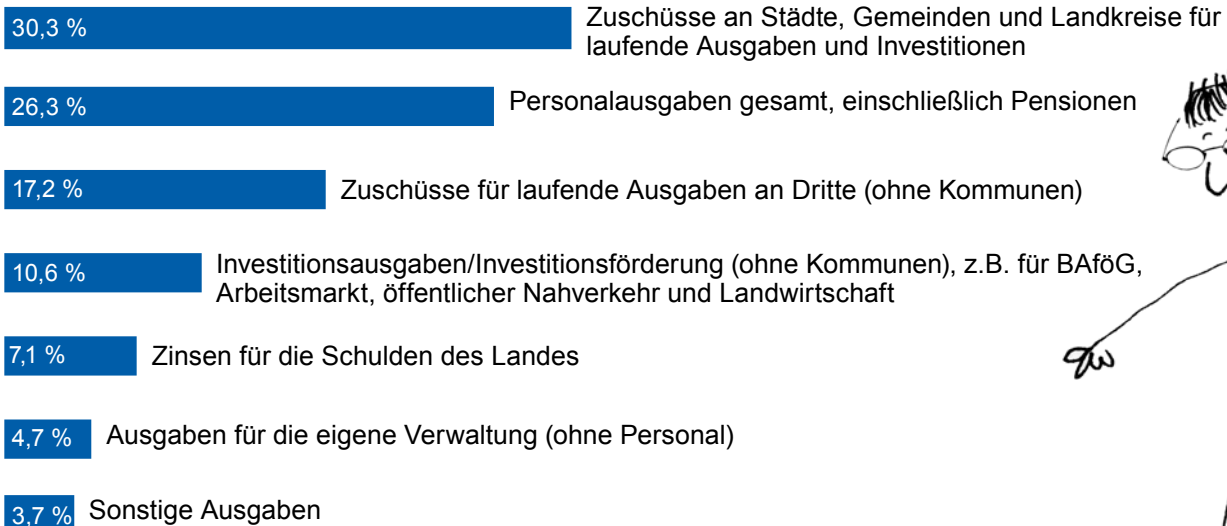 30,3 %
Zuschüsse an Städte, Gemeinden und Landkreise für
laufende Ausgaben und Investitionen
26,3 %
Personalausgaben gesamt, einschließlich Pensionen
17,2 %
Zuschüsse für laufende Ausgaben an Dritte (ohne Kommunen)
10,6 %
Investitionsausgaben/Investitionsförderung (ohne Kommunen), z.B. für BAföG,
Arbeitsmarkt, öffentlicher Nahverkehr und Landwirtschaft
7,1 %
Zinsen für die Schulden des Landes
4,7 %
Ausgaben für die eigene Verwaltung (ohne Personal)
3,7 %
Sonstige Ausgaben